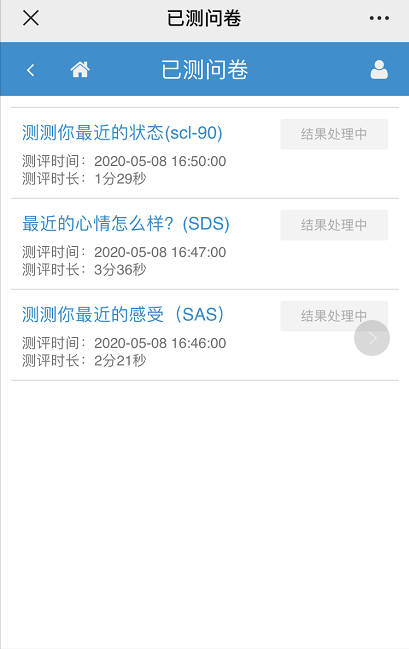 已测问卷
已测问卷
测测你最近的状态(scl-90)
结果处理中
测评时间：2020-05-08 16:50:00
测评时长：1分29秒
最近的心情怎么样？(SDS)
结果处理中
测评时间：2020-05-08 16:47:00
测评时长：3分36秒
测测你最近的感受（SAS）
结果处理中
测评时间：2020-05-08 16:46:00
测评时长：2分21秒